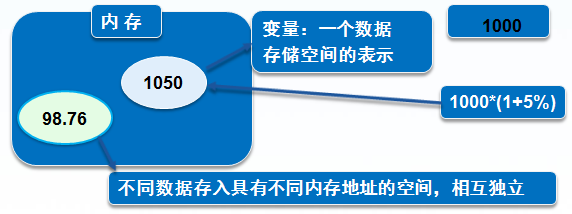 内 存
变量：一个数据
存储空间的表示
1000
1050
98.76
1000*(1+5%)
不同数据存入具有不同内存地址的空间，相互独立